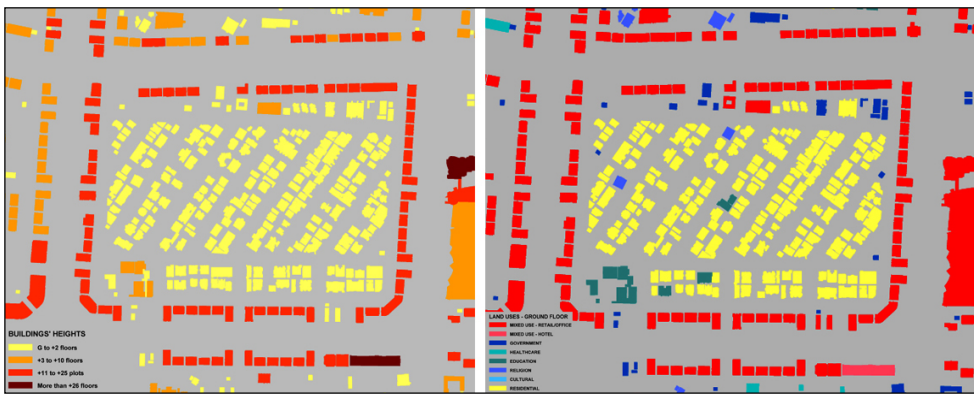 BUILDINGS' HEIGHTS
G to +2 floors
+3 to +10 floors
+11 to +25 plots
More than +26 floors
LAND USES - GROUND FLOOR
MIXED USE - RETAIL/OFFICE
MIXED USE - HOTEL
GOVERNMENT
HEALTHCARE
EDUCATION
RELIGION
CULTURAL
RESIDENTIAL